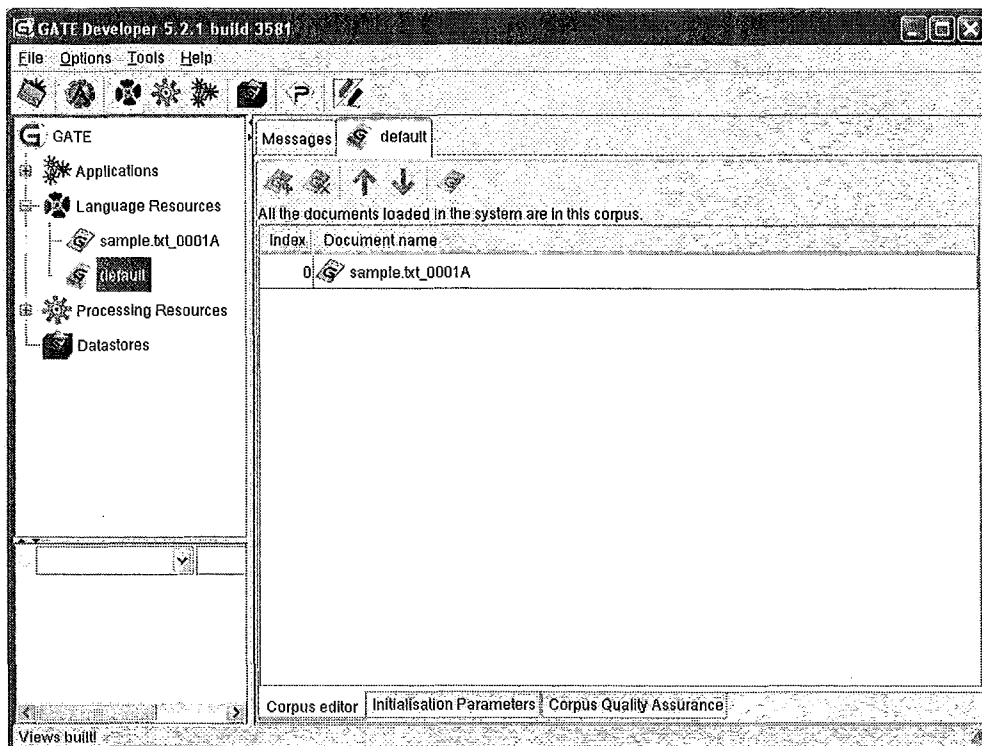 GATE Developer 5.2.1 build 3581
File Options Tools Help
GATE
Applications
Language Resources
sample.txt_0001A
default
Processing Resources
Datastores
Messages default
All the documents loaded in the system are in this corpus.
Index Document name
0 sample.txt_0001A
Corpus editor Initialisation Parameters Corpus Quality Assurance
Views built!